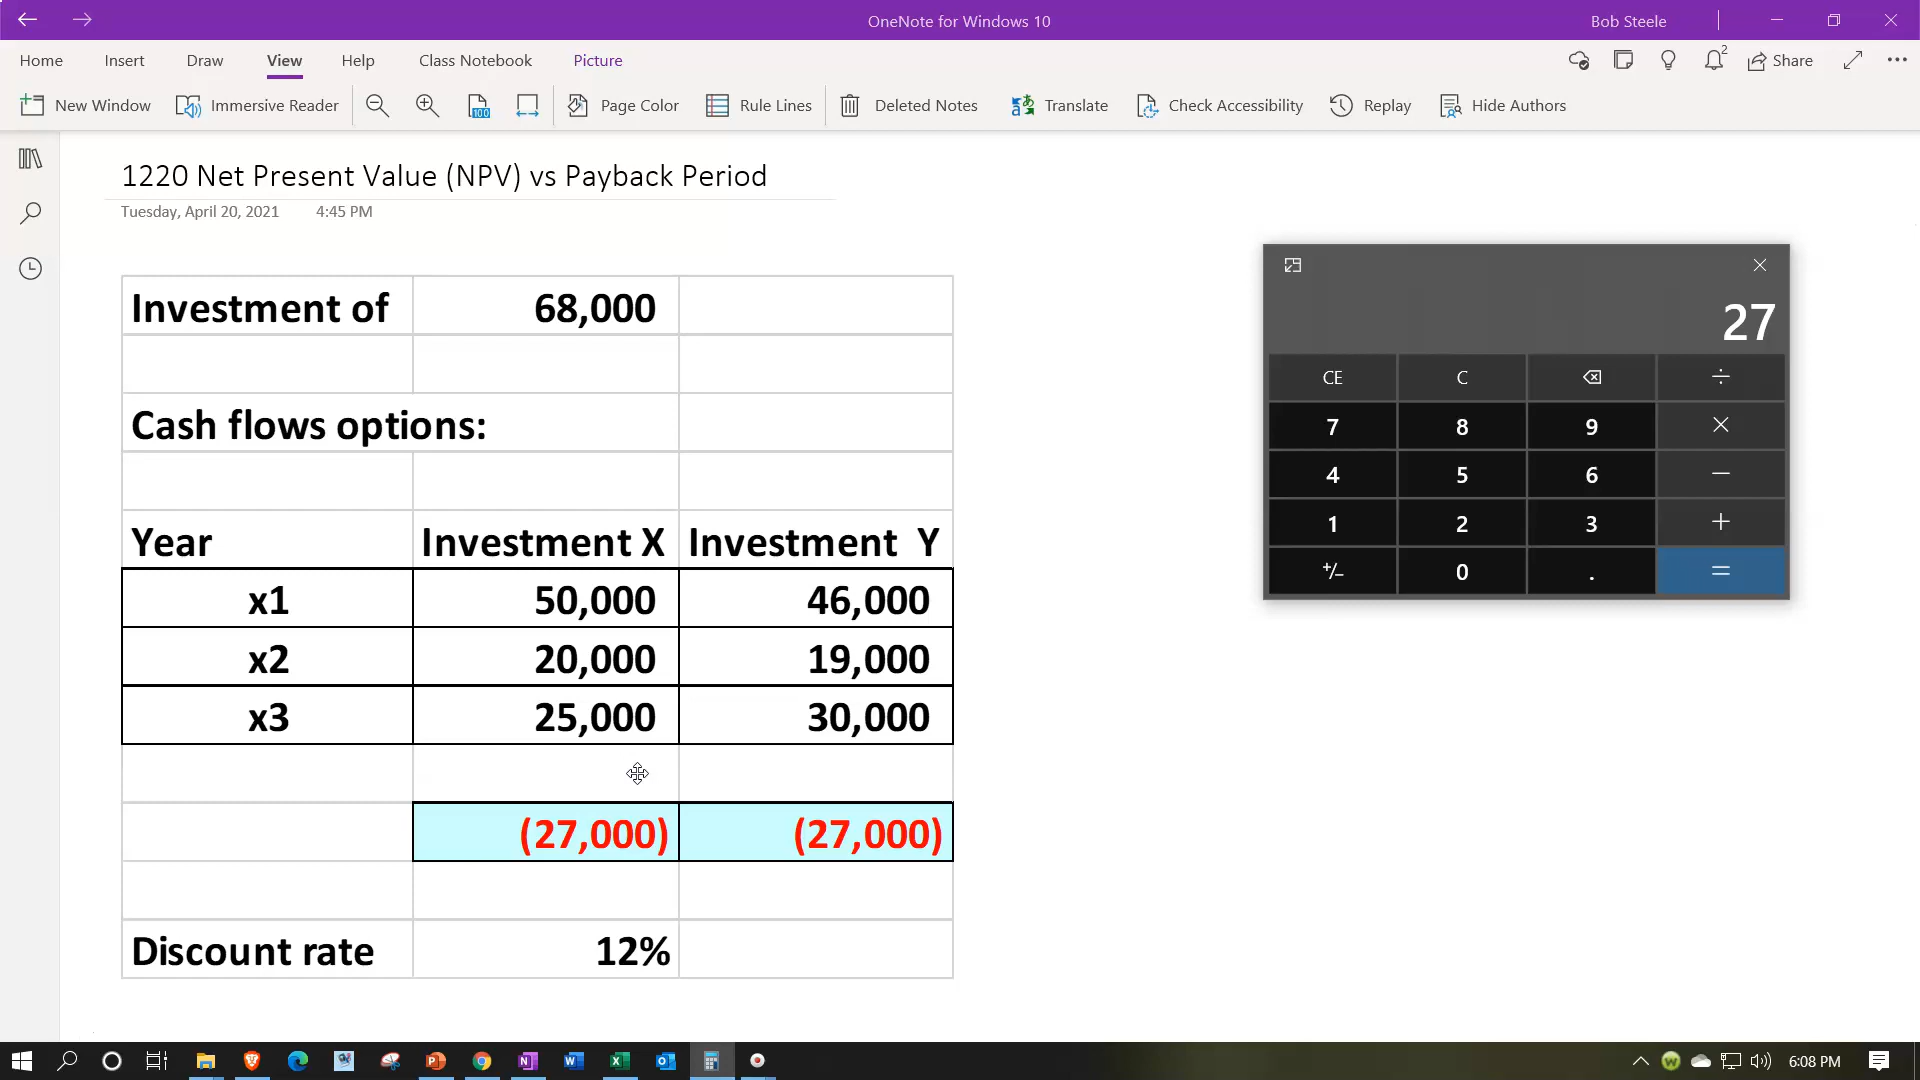 OneNote for Windows 10
Bob Steele
Home Insert Draw View Help Class Notebook Picture
2 Share
New Window Immersive Reader 100 Page Color Rule Lines Deleted Notes Translate Check Accessibility Replay Hide Authors
1220 Net Present Value (NPV) vs Payback Period
Tuesday, April 20, 2021 4:45 PM
Investment of 68,000
Cash flows options:
Year Investment X Investment Y
x1 50,000 46,000
x2 20,000 19,000
x3 25,000 30,000
(27,000) (27,000)
Discount rate 12%
27
CE C ÷
7 8 9 ×
4 5 6 −
1 2 3 +
+/− 0 . =
6:08 PM